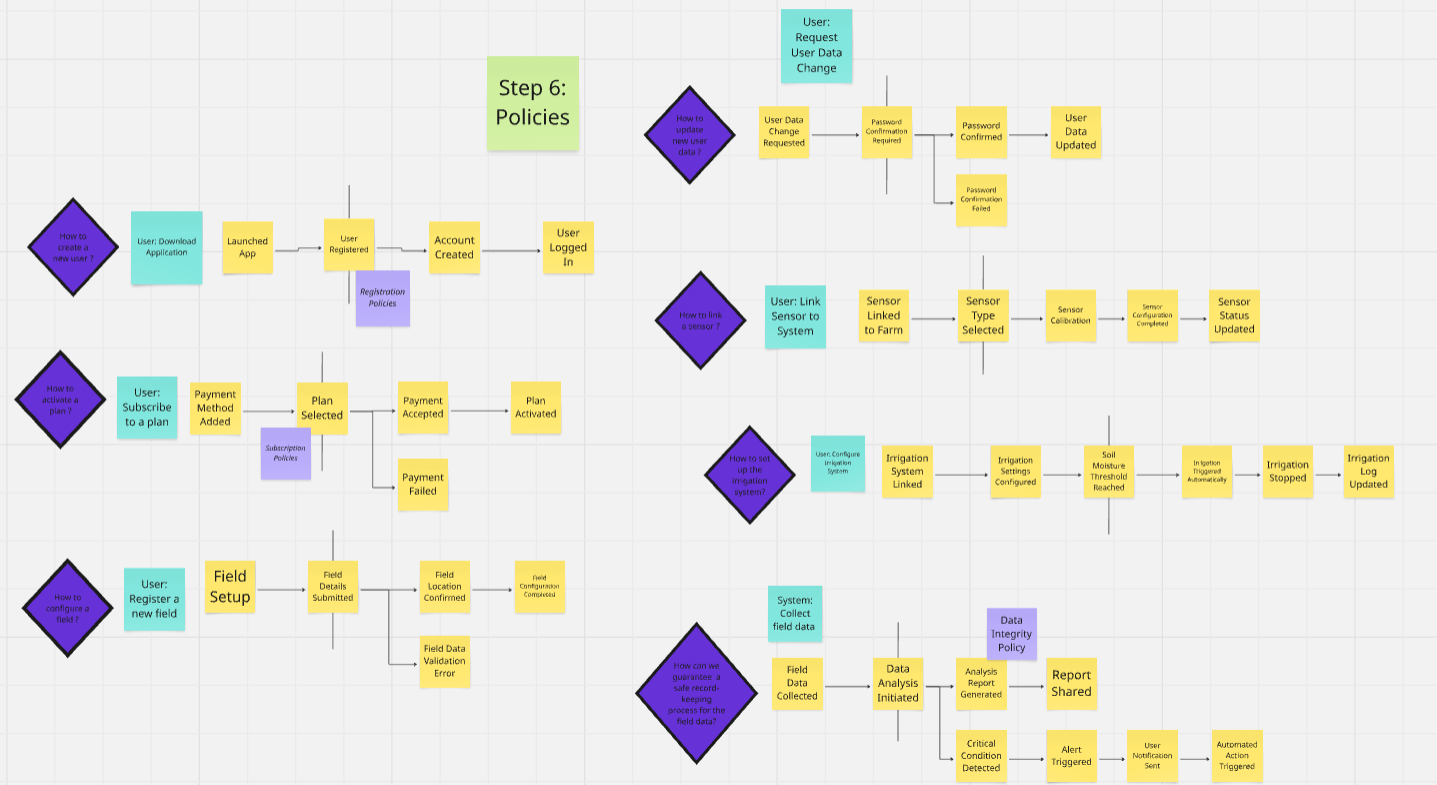 Step 6:
Policies
How to
create a
new user ?
User: Download
Application
Launched
App
User
Registered
Registration
Policies
Account
Created
User
Logged
In
How to
activate a
plan ?
User:
Subscribe
to a plan
Payment
Method
Added
Plan
Selected
Subscription
Policies
Payment
Accepted
Plan
Activated
Payment
Failed
How to
configure a
field ?
User:
Register a
new field
Field
Setup
Field
Details
Submitted
Field
Location
Confirmed
Field
Configuration
Completed
Field Data
Validation
Error
User:
Request
User Data
Change
How to
update
new user
data ?
User Data
Change
Requested
Password
Confirmation
Required
Password
Confirmed
User
Data
Updated
Password
Confirmation
Failed
How to link
a sensor ?
User: Link
Sensor to
System
Sensor
Linked
to Farm
Sensor
Type
Selected
Sensor
Calibration
Sensor
Configuration
Completed
Sensor
Status
Updated
How to set
up the
irrigation
system?
User: Configure
Irrigation
System
Irrigation
System
Linked
Irrigation
Settings
Configured
Soil
Moisture
Threshold
Reached
Irrigation
Triggered
Automatically
Irrigation
Stopped
Irrigation
Log
Updated
How can we
guarantee a
safe record-
keeping
process for the
field data?
System:
Collect
field data
Field
Data
Collected
Data
Analysis
Initiated
Data
Integrity
Policy
Analysis
Report
Generated
Report
Shared
Critical
Condition
Detected
Alert
Triggered
User
Notification
Sent
Automated
Action
Triggered